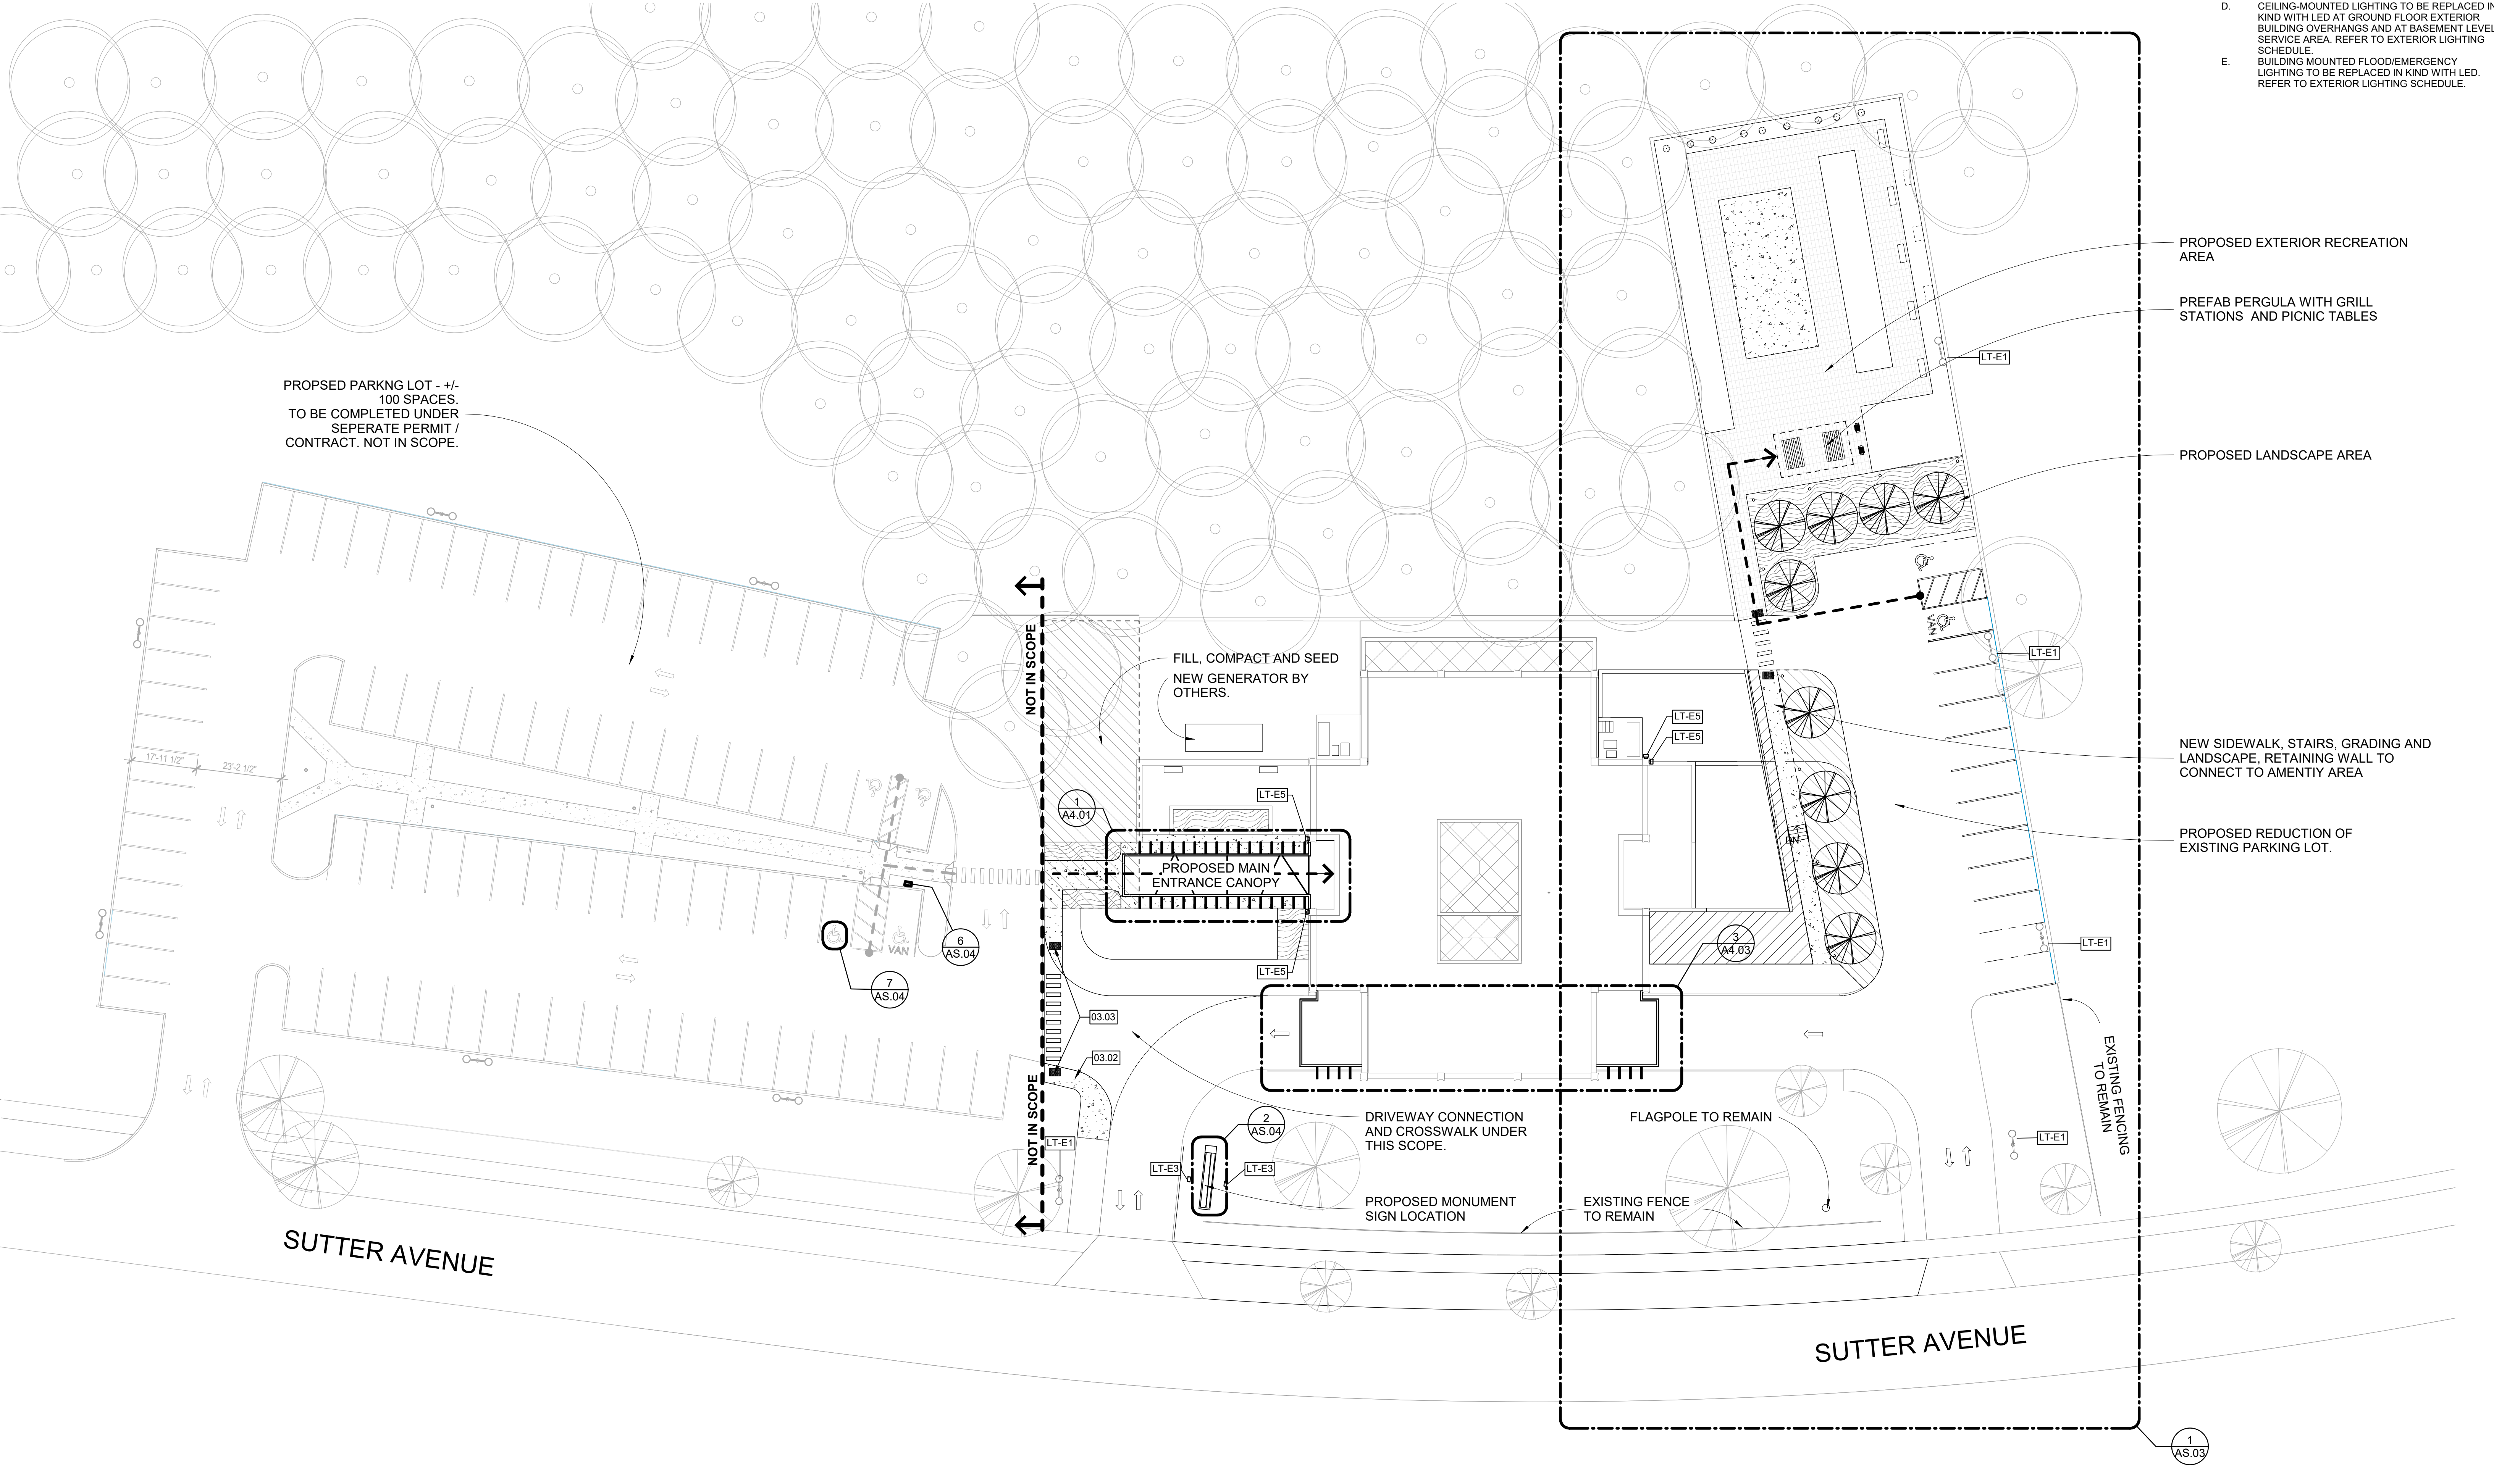 D. CEILING-MOUNTED LIGHTING TO BE REPLACED IN
KIND WITH LED AT GROUND FLOOR EXTERIOR
BUILDING OVERHANGS AND AT BASEMENT LEVEL
SERVICE AREA. REFER TO EXTERIOR LIGHTING
SCHEDULE.
E. BUILDING MOUNTED FLOOD/EMERGENCY
LIGHTING TO BE REPLACED IN KIND WITH LED.
REFER TO EXTERIOR LIGHTING SCHEDULE.
PROPOSED EXTERIOR RECREATION
AREA
PREFAB PERGULA WITH GRILL
STATIONS AND PICNIC TABLES
LT-E1
PROPSED PARKNG LOT - +/-
100 SPACES.
TO BE COMPLETED UNDER
SEPERATE PERMIT /
CONTRACT. NOT IN SCOPE.
PROPOSED LANDSCAPE AREA
VAN
LT-E1
NOT IN SCOPE
FILL, COMPACT AND SEED
NEW GENERATOR BY
OTHERS.
LT-E5
LT-E5
NEW SIDEWALK, STAIRS, GRADING AND
LANDSCAPE, RETAINING WALL TO
CONNECT TO AMENTIY AREA
17'-11 1/2"
23'-2 1/2"
LT-E5
1
A4.01
DN
PROPOSED REDUCTION OF
EXISTING PARKING LOT.
PROPOSED MAIN
ENTRANCE CANOPY
VAN
6
AS.04
7
AS.04
3
A4.03
LT-E1
LT-E5
03.03
03.02
EXISTING FENCING
TO REMAIN
NOT IN SCOPE
LT-E1
2
AS.04
DRIVEWAY CONNECTION
AND CROSSWALK UNDER
THIS SCOPE.
FLAGPOLE TO REMAIN
LT-E1
LT-E3
LT-E3
PROPOSED MONUMENT
SIGN LOCATION
EXISTING FENCE
TO REMAIN
SUTTER AVENUE
SUTTER AVENUE
1
AS.03